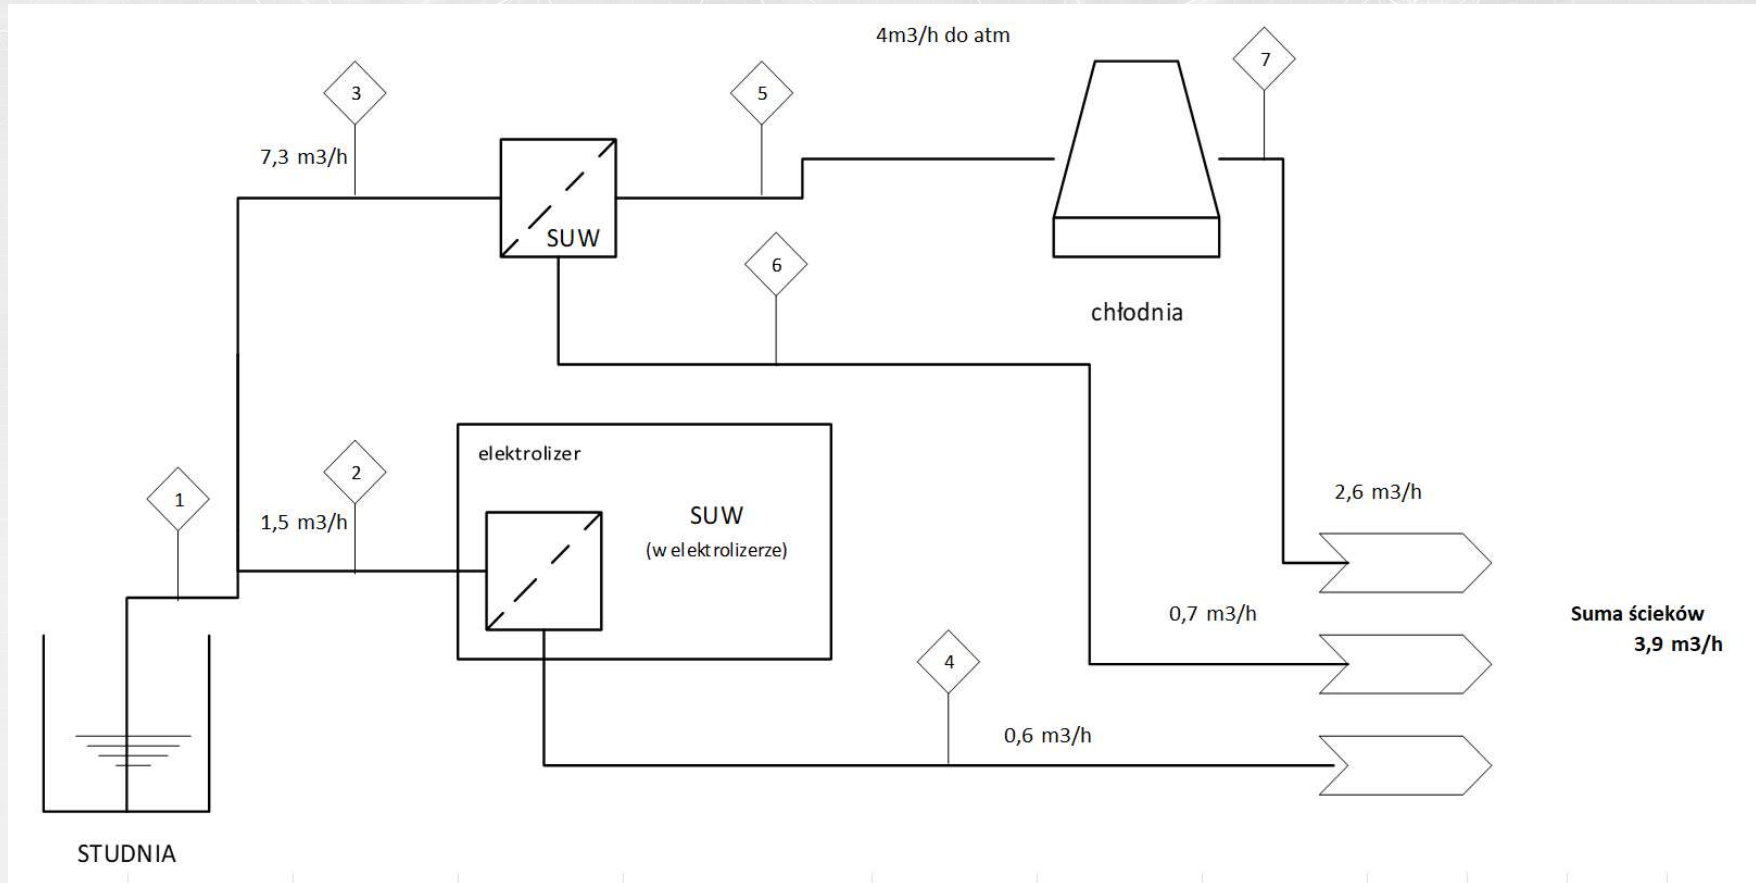 4m3/h do atm
7
3
5
7,3 m3/h
SUW
6
chłodnia
elektrolizer
2
1
1,5 m3/h
SUW
(w elektrolizerze)
2,6 m3/h
0,7 m3/h
Suma ścieków
3,9 m3/h
4
0,6 m3/h
STUDNIA